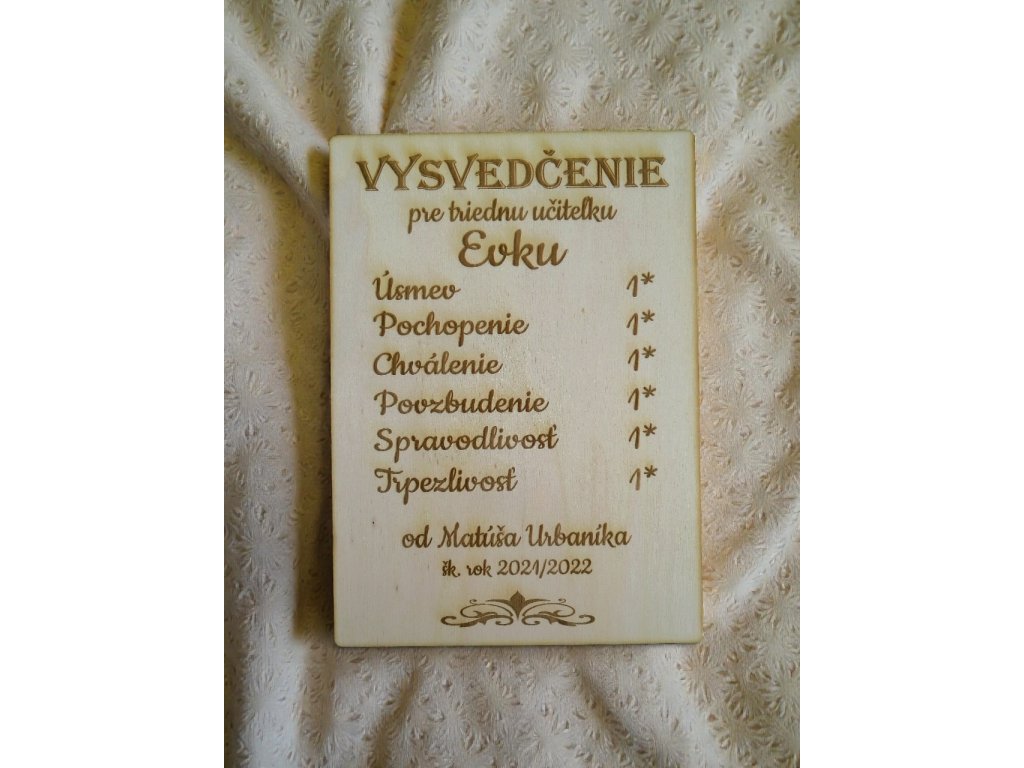 VYSVEDČENIE
pre triednu učiteľku
Evku
Úsmev 1*
Pochopenie 1*
Chválenie 1*
Povzbudenie 1*
Spravodlivosť 1*
Trpezlivosť 1*
od Matúša Urbaníka
šk. rok 2021/2022